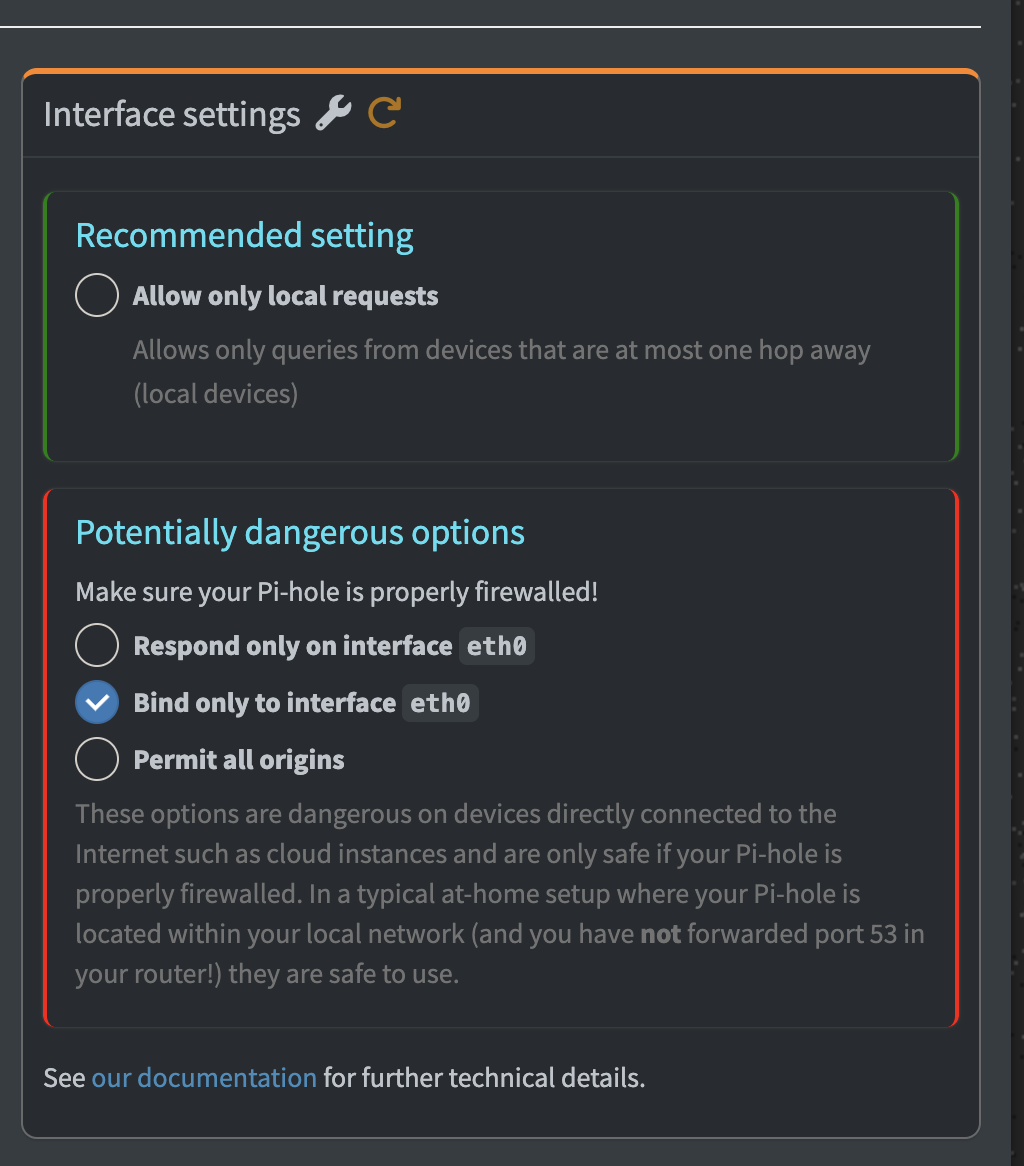 Interface settings
Recommended setting
Allow only local requests
Allows only queries from devices that are at most one hop away
(local devices)
Potentially dangerous options
Make sure your Pi-hole is properly firewalled!
Respond only on interface eth0
Bind only to interface eth0
Permit all origins
These options are dangerous on devices directly connected to the
Internet such as cloud instances and are only safe if your Pi-hole is
properly firewalled. In a typical at-home setup where your Pi-hole is
located within your local network (and you have not forwarded port 53 in
your router!) they are safe to use.
See our documentation for further technical details.